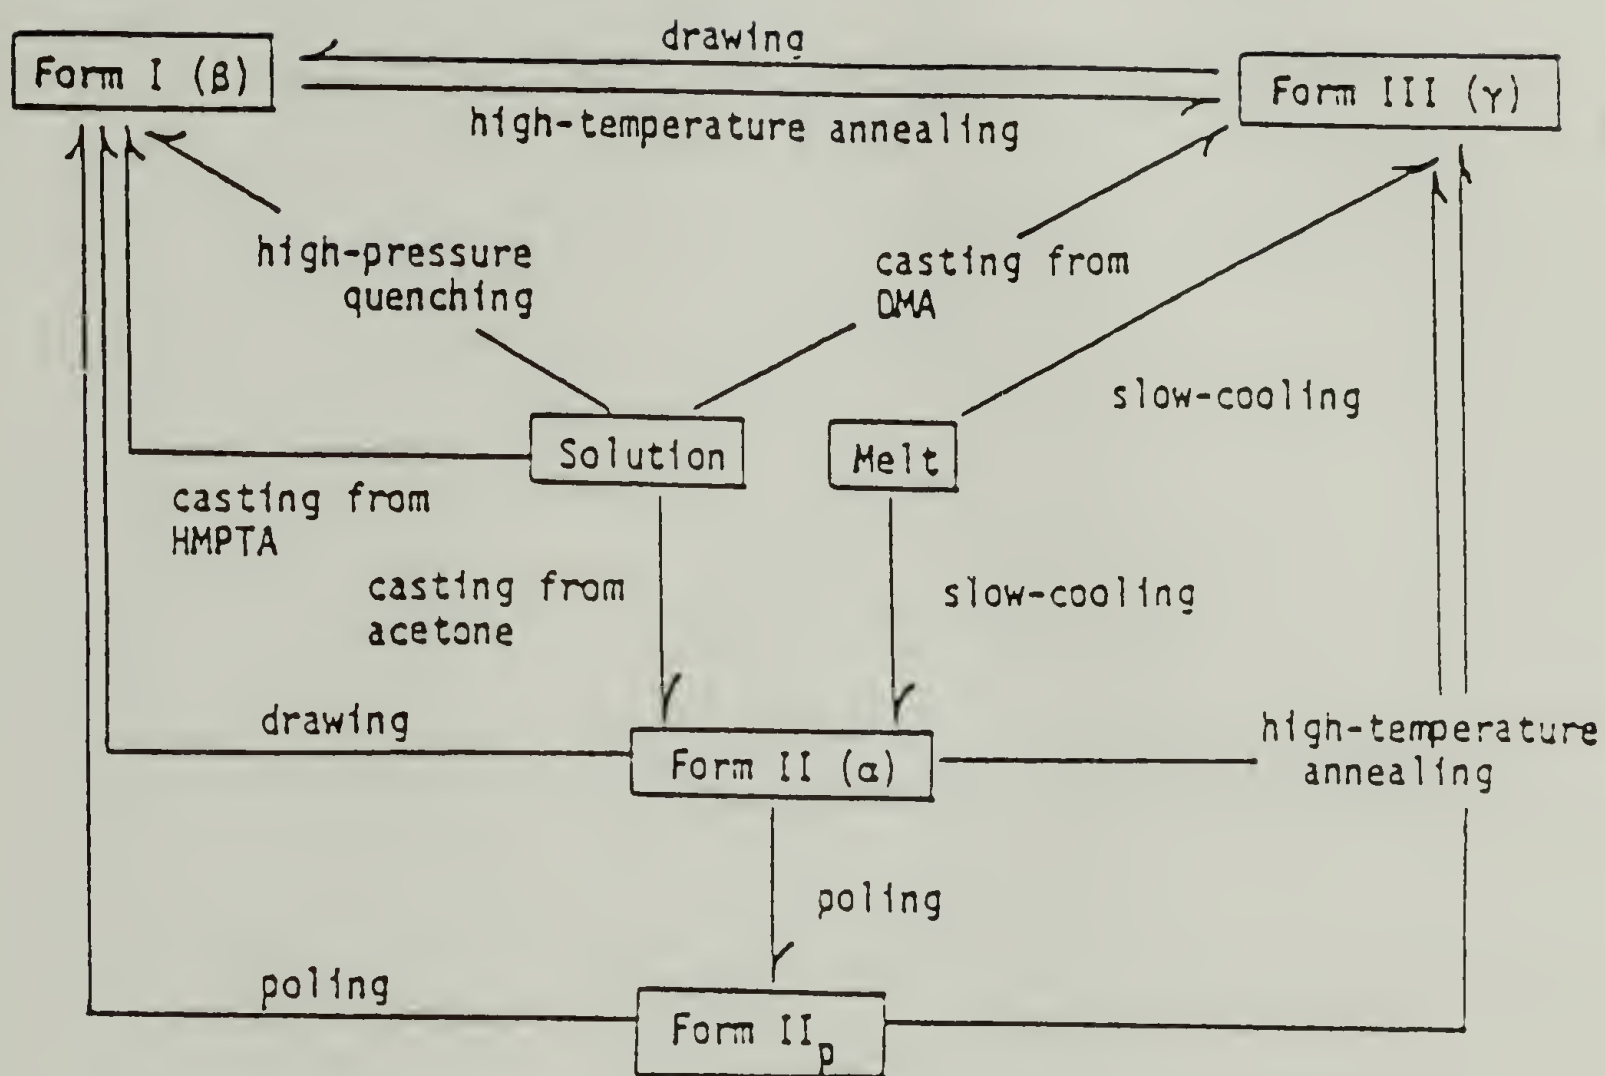 drawing
Form I (β)
Form III (γ)
high-temperature annealing
high-pressure
quenching
casting from
DMA
slow-cooling
Solution
Melt
casting from
HMPTA
casting from
acetone
slow-cooling
drawing
Form II (α)
high-temperature
annealing
poling
poling
Form IIp